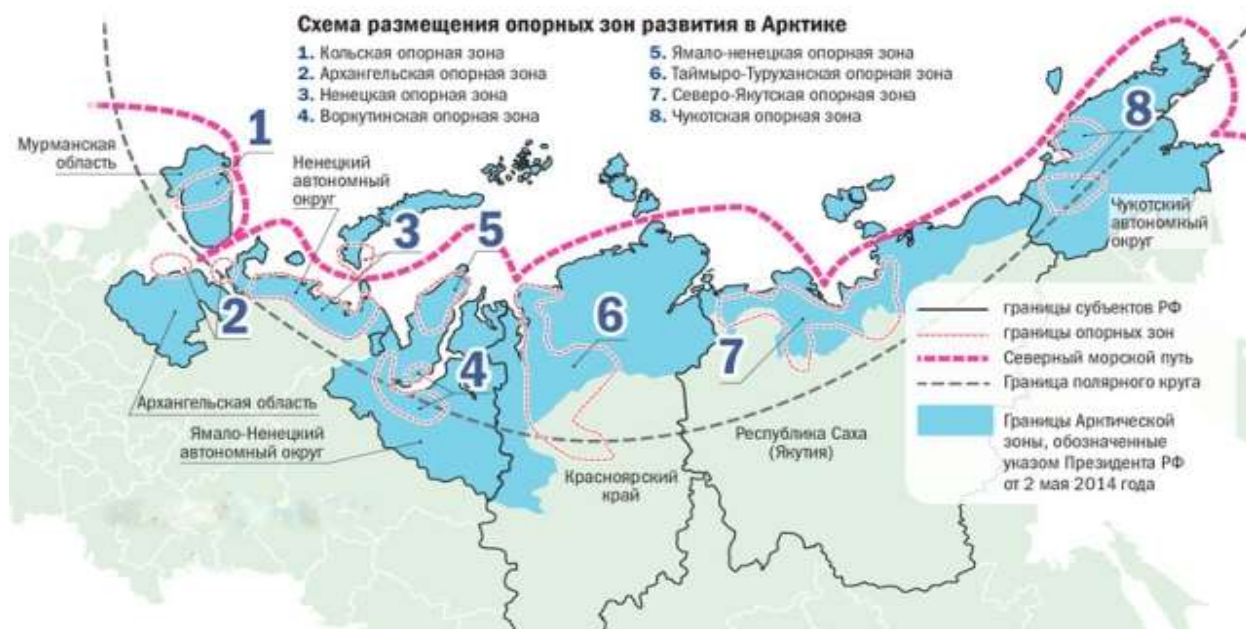 Схема размещения опорных зон развития в Арктике
1. Кольская опорная зона
2. Архангельская опорная зона
3. Ненецкая опорная зона
4. Воркутинская опорная зона
5. Ямало-ненецкая опорная зона
6. Таймыро-Туруханская опорная зона
7. Северо-Якутская опорная зона
8. Чукотская опорная зона
1
Мурманская
область
Ненецкий
автономный
округ
3
5
8
Чукотский
автономный
округ
2
6
4
7
Архангельская область
Ямало-Ненецкий
автономный округ
Красноярский
край
Республика Саха
(Якутия)
границы субъектов РФ
границы опорных зон
Северный морской путь
Граница полярного круга
Границы Арктической
зоны, обозначенные
указом Президента РФ
от 2 мая 2014 года